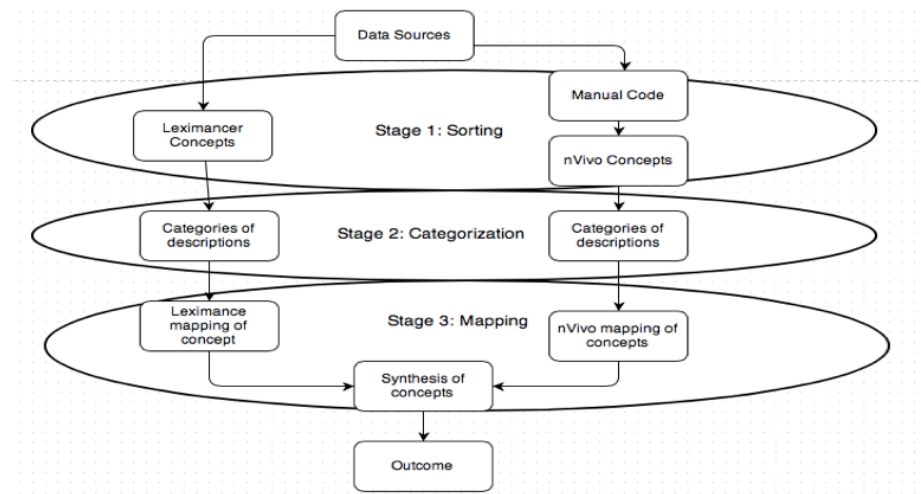 Data Sources
Manual Code
Leximancer
Concepts
Stage 1: Sorting
nVivo Concepts
Categories of
descriptions
Stage 2: Categorization
Categories of
descriptions
Leximance
mapping of
concept
Stage 3: Mapping
nVivo mapping of
concepts
Synthesis of
concepts
Outcome